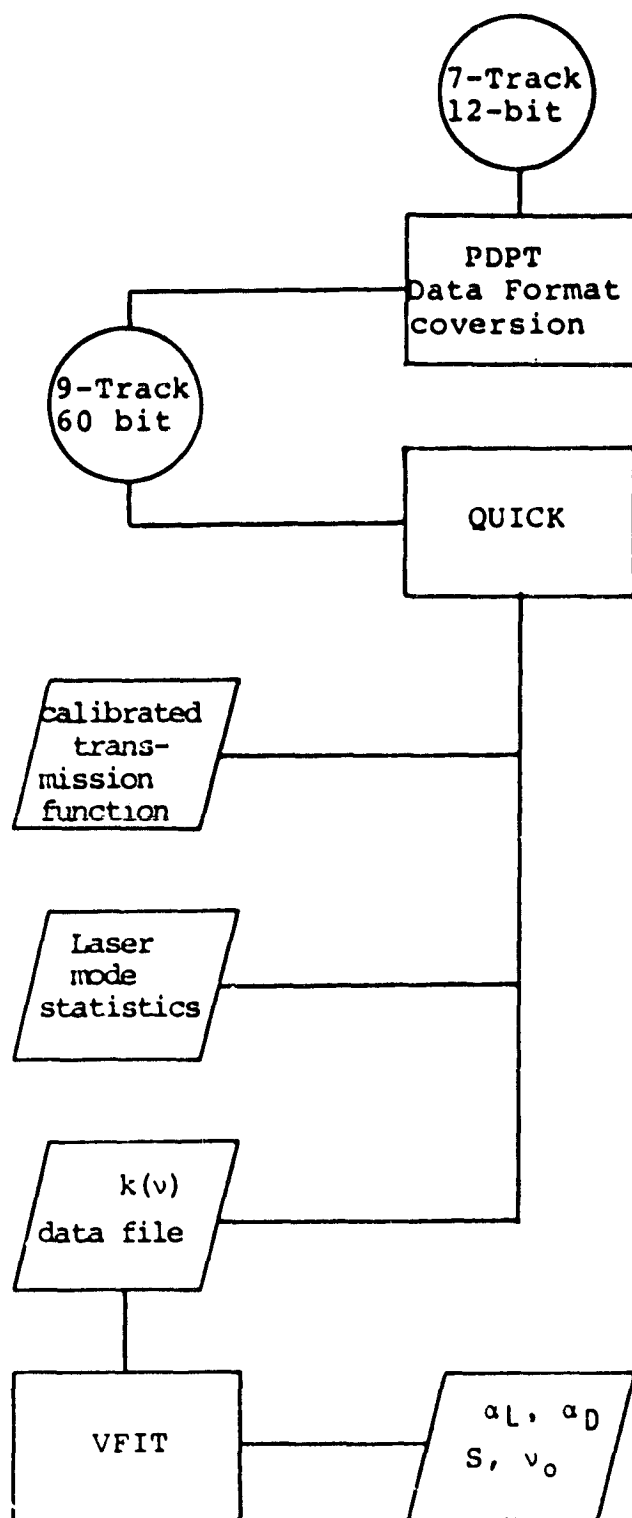 7-Track
12-bit
PDPT
Data Format
coversion
9-Track
60 bit
QUICK
calibrated
trans-
mission
function
Laser
mode
statistics
k(ν)
data file
VFIT
αL, αD
S, νo